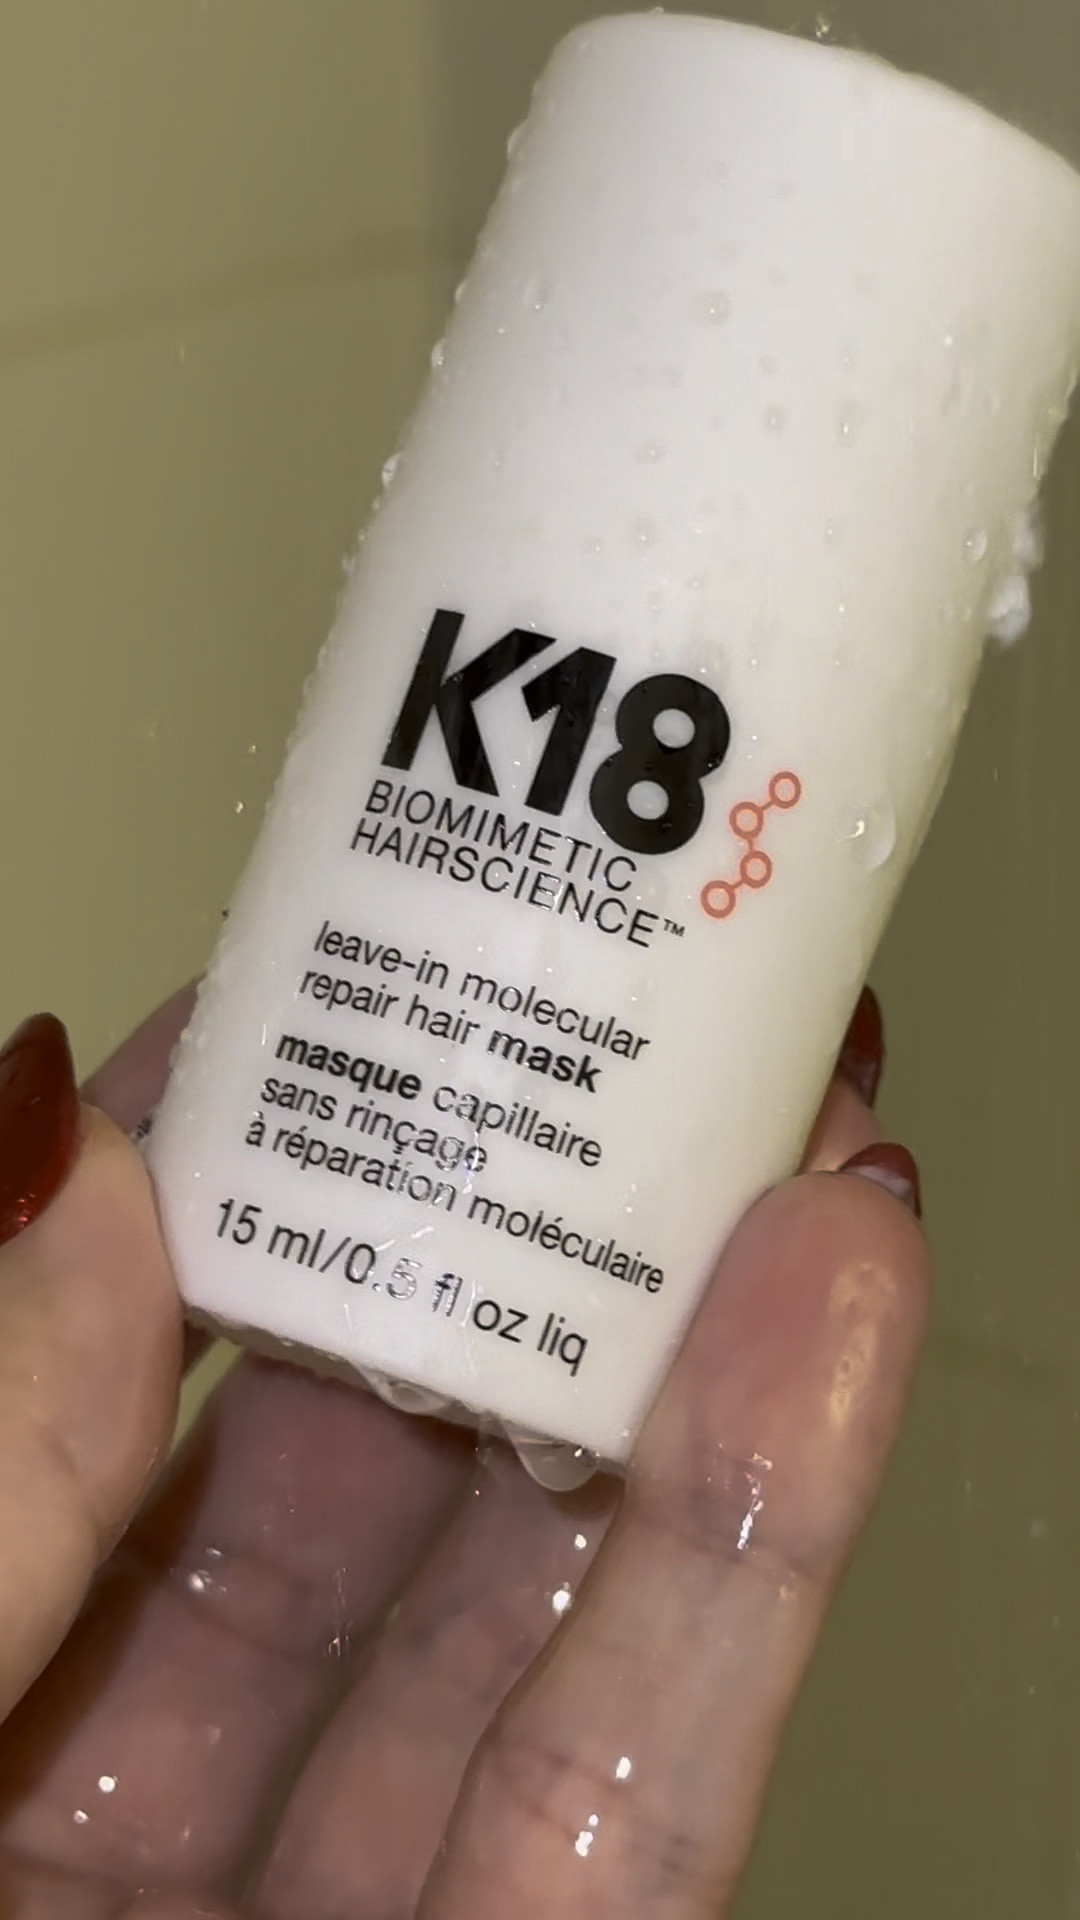 K18
BIOMIMETIC
HAIRSCIENCE™
leave-in molecular
repair hair mask
masque capillaire
sans rinçage
à réparation moléculaire
15 ml/0.5 fl oz liq